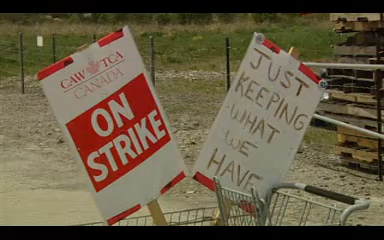 CAW TCA
CANADA
ON
STRIKE
JUST
KEEPING
WHAT
WE
HAVE